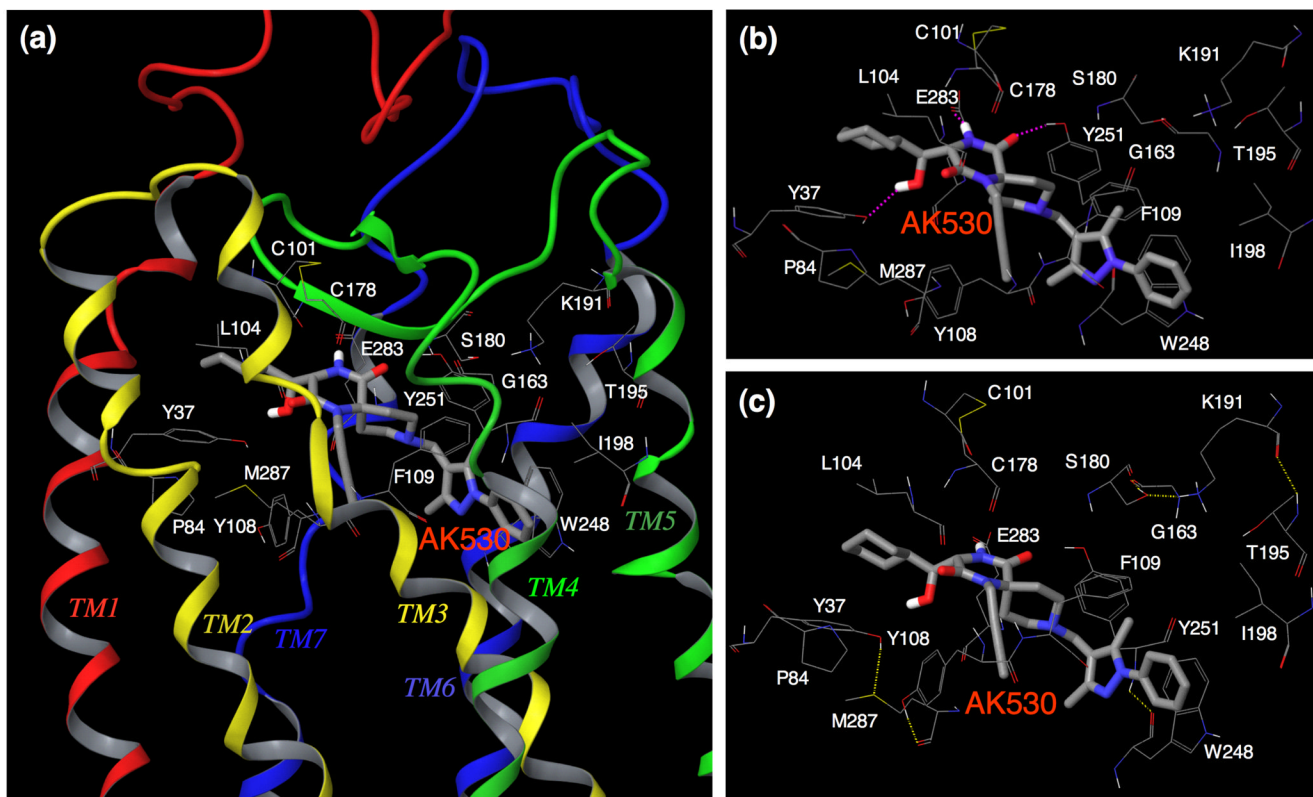 (a)
C101
C178
K191
L104
E283
S180
Y251
G163
T195
Y37
I198
M287
F109
P84
Y108
W248
AK530
TM5
TM1
TM2
TM3
TM4
TM7
TM6
(b)
C101
K191
L104
C178
S180
E283
Y251
G163
T195
Y37
AK530
F109
P84
M287
I198
Y108
W248
(c)
C101
K191
L104
C178
S180
G163
E283
T195
F109
Y37
Y108
Y251
I198
P84
M287
AK530
W248